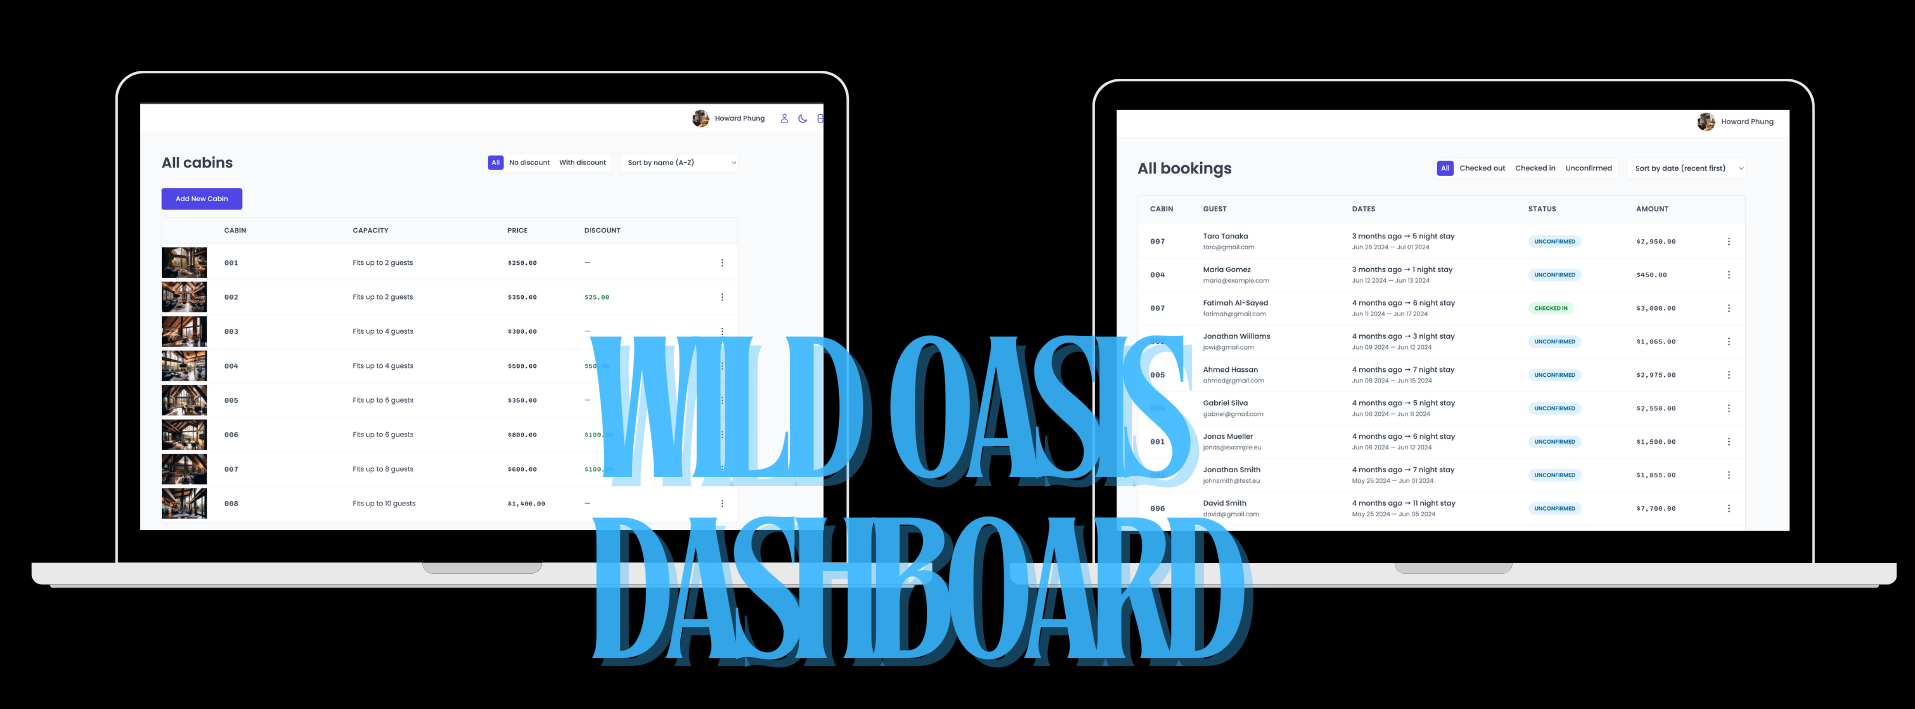 Howard Phung
All cabins
All No discount With discount Sort by name (A-Z)
Add New Cabin
CABIN CAPACITY PRICE DISCOUNT
001 Fits up to 2 guests $250.00 —
002 Fits up to 2 guests $350.00 $25.00
003 Fits up to 4 guests $300.00 —
004 Fits up to 4 guests $500.00 $50
005 Fits up to 6 guests $350.00 —
006 Fits up to 6 guests $800.00 $100.
007 Fits up to 8 guests $600.00 $100.
008 Fits up to 10 guests $1,400.00 —
WILD OASIS
DASHBOARD
Howard Phung
All bookings
All Checked out Checked in Unconfirmed Sort by date (recent first)
CABIN GUEST DATES STATUS AMOUNT
007 Taro Tanaka 3 months ago → 5 night stay UNCONFIRMED $2,950.00
taro@gmail.com Jun 26 2024 — Jul 01 2024
004 Maria Gomez 3 months ago → 1 night stay UNCONFIRMED $450.00
maria@example.com Jun 12 2024 — Jun 13 2024
007 Fatimah Al-Sayed 4 months ago → 6 night stay CHECKED IN $3,000.00
fatimah@gmail.com Jun 11 2024 — Jun 17 2024
Jonathan Williams 4 months ago → 3 night stay UNCONFIRMED $1,065.00
jowi@gmail.com Jun 09 2024 — Jun 12 2024
005 Ahmed Hassan 4 months ago → 7 night stay UNCONFIRMED $2,975.00
ahmed@gmail.com Jun 08 2024 — Jun 15 2024
Gabriel Silva 4 months ago → 5 night stay UNCONFIRMED $2,550.00
gabriel@gmail.com Jun 06 2024 — Jun 11 2024
001 Jonas Mueller 4 months ago → 6 night stay UNCONFIRMED $1,500.00
jonas@example.eu Jun 06 2024 — Jun 12 2024
Jonathan Smith 4 months ago → 7 night stay UNCONFIRMED $1,855.00
johnsmith@test.eu May 25 2024 — Jun 01 2024
006 David Smith 4 months ago → 11 night stay UNCONFIRMED $7,700.00
david@gmail.com May 25 2024 — Jun 05 2024